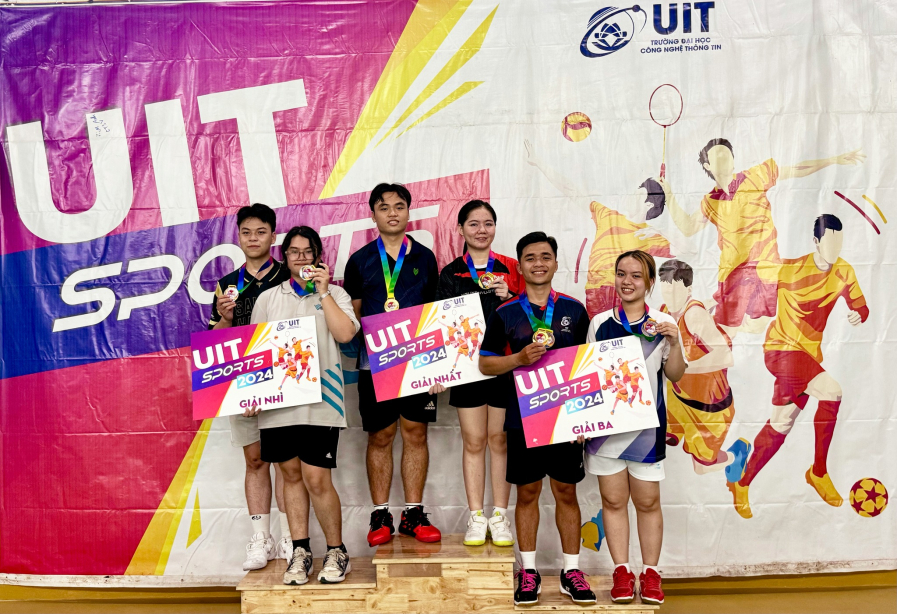 UIT
TRƯỜNG ĐẠI HỌC
CÔNG NGHỆ THÔNG TIN
UIT
SPORTS
UIT
SPORTS
2024
GIẢI NHÌ
UIT
SPORTS
2024
GIẢI NHẤT
UIT
SPORTS
2024
GIẢI BA